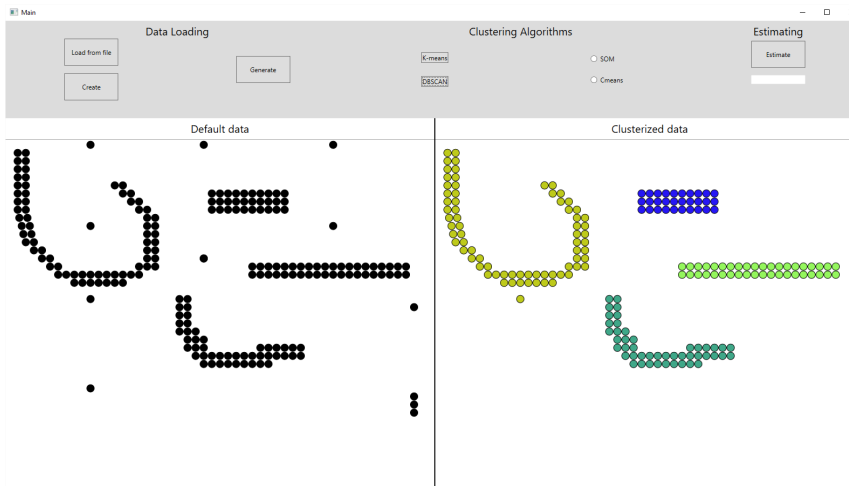 Main
Data Loading
Clustering Algorithms
Estimating
Load from file
Create
Generate
K-means
DBSCAN
SOM
Cmeans
Estimate
Default data
Clusterized data